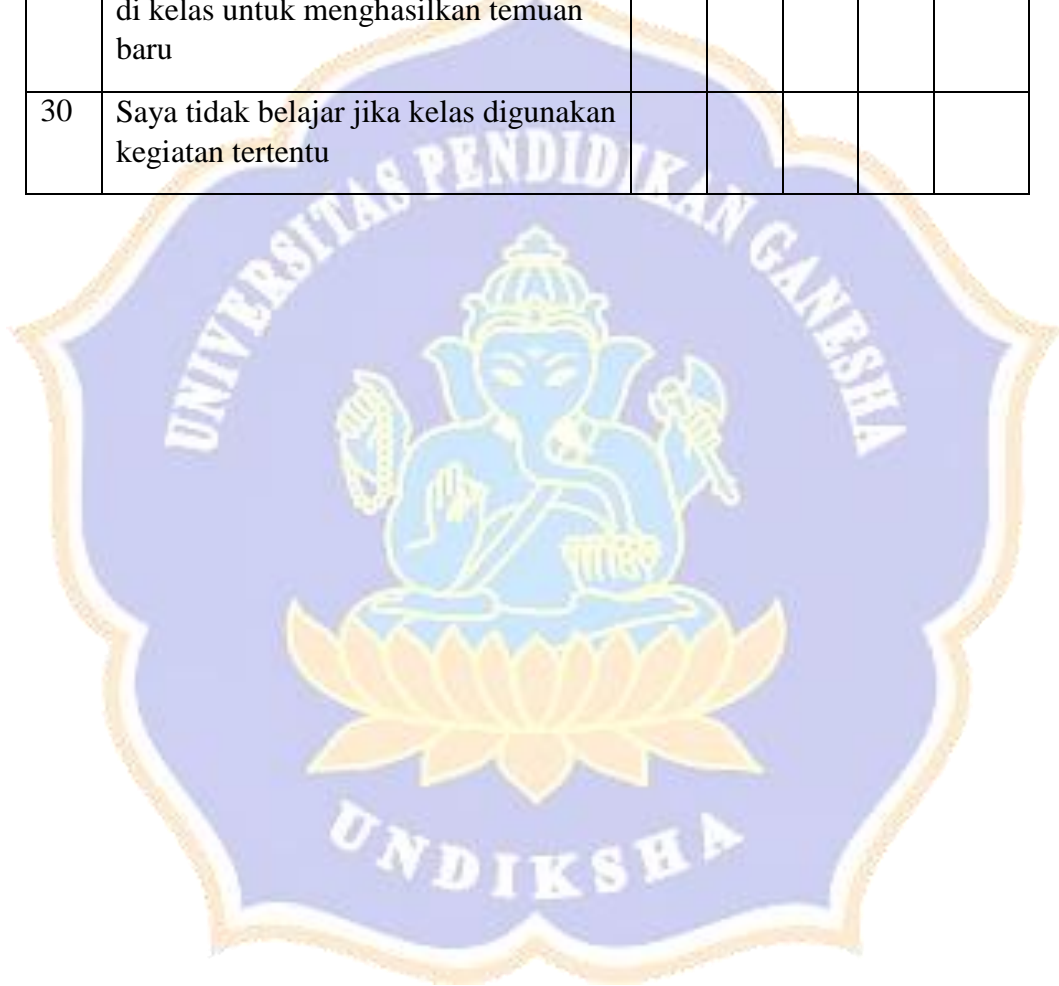 di kelas untuk menghasilkan temuan
baru
30 Saya tidak belajar jika kelas digunakan
kegiatan tertentu
UNIVERSITAS PENDIDIKAN GANESHA
UNDIKSHA